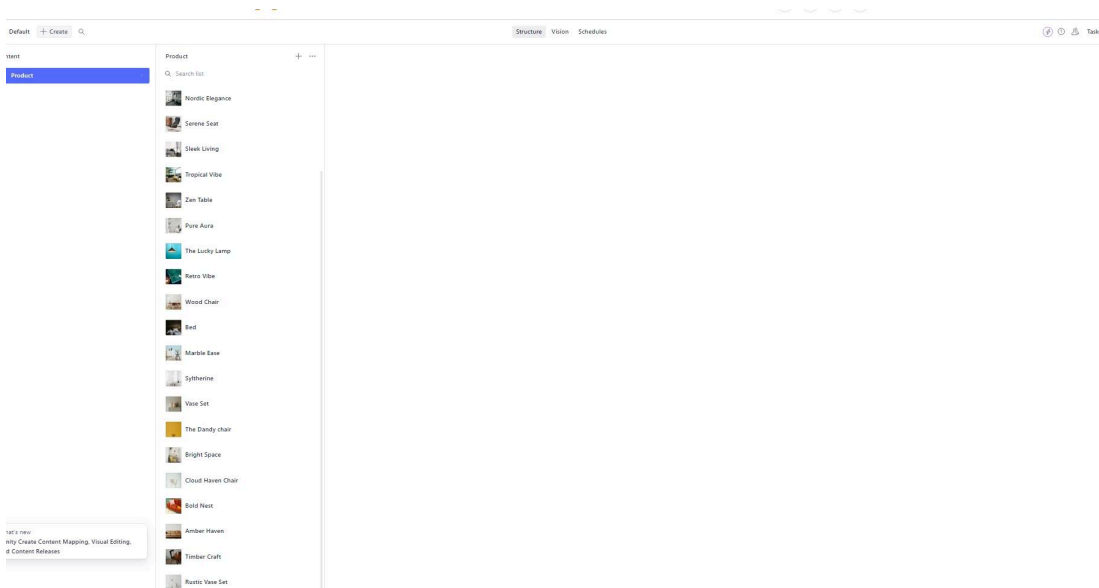 Default + Create
Structure Vision Schedules
Task
ntent
Product
Product
Search list
Nordic Elegance
Serene Seat
Sleek Living
Tropical Vibe
Zen Table
Pure Aura
The Lucky Lamp
Retro Vibe
Wood Chair
Bed
Marble Ease
Syltherine
Vase Set
The Dandy chair
Bright Space
Cloud Haven Chair
Bold Nest
Amber Haven
Timber Craft
Rustic Vase Set
hat's new
nity Create Content Mapping, Visual Editing,
d Content Releases